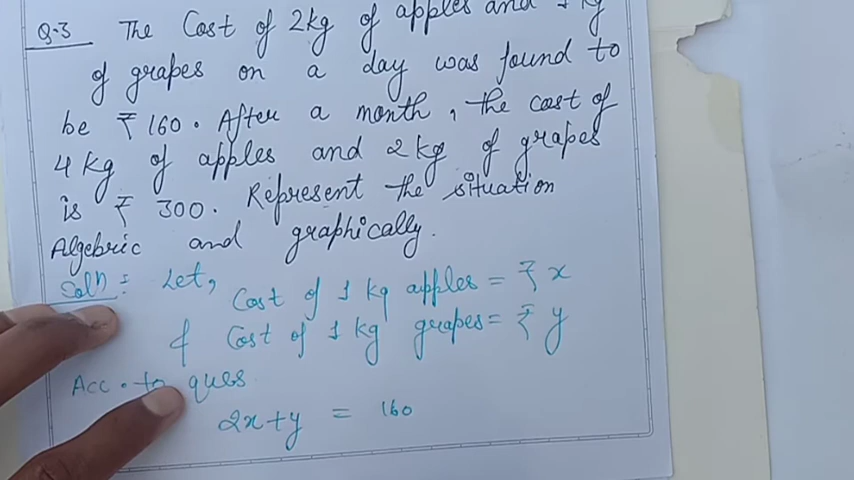 Q.3 The Cost of 2kg of apples and 1 kg
of grapes on a day was found to
be ₹ 160. After a month, the cost of
4 kg of apples and 2 kg of grapes
is ₹ 300. Represent the situation
Algebric and graphically.
Soln: Let,
Cost of 1 kg apples = ₹ x
& Cost of 1 kg grapes = ₹ y
Acc. to ques.
2x+y = 160